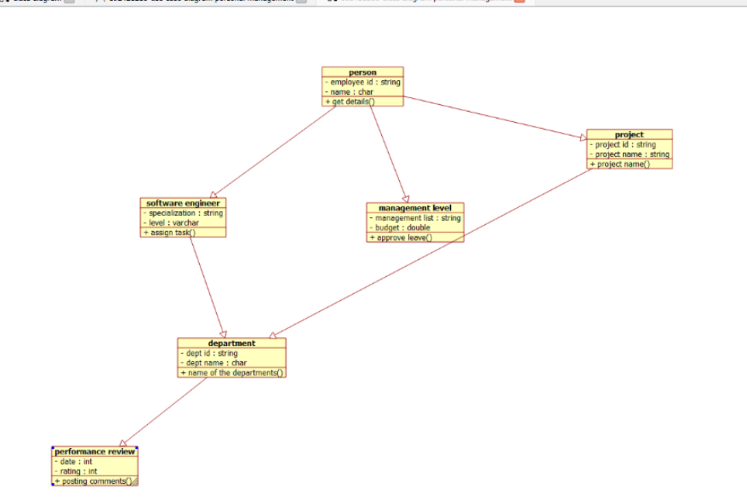 person
- employee id : string
- name : char
+ get details()
project
- project id : string
- project name : string
+ project name()
software engineer
- specialization : string
- level : varchar
+ assign task()
management level
- management list : string
- budget : double
+ approve leave()
department
- dept id : string
- dept name : char
+ name of the departments()
performance review
- date : int
- rating : int
+ posting comments()